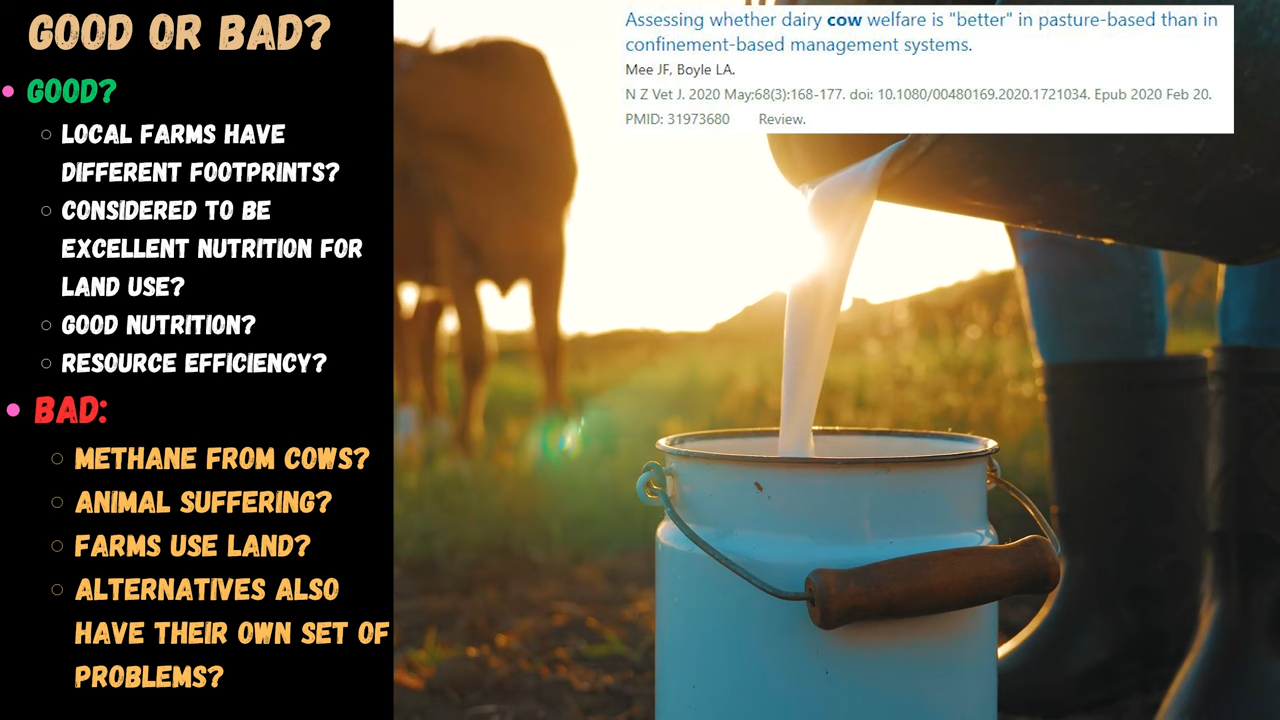 GOOD OR BAD?
GOOD?
LOCAL FARMS HAVE
DIFFERENT FOOTPRINTS?
CONSIDERED TO BE
EXCELLENT NUTRITION FOR
LAND USE?
GOOD NUTRITION?
RESOURCE EFFICIENCY?
BAD:
METHANE FROM COWS?
ANIMAL SUFFERING?
FARMS USE LAND?
ALTERNATIVES ALSO
HAVE THEIR OWN SET OF
PROBLEMS?
Assessing whether dairy cow welfare is "better" in pasture-based than in
confinement-based management systems.
Mee JF, Boyle LA.
N Z Vet J. 2020 May;68(3):168-177. doi: 10.1080/00480169.2020.1721034. Epub 2020 Feb 20.
PMID: 31973680 Review.